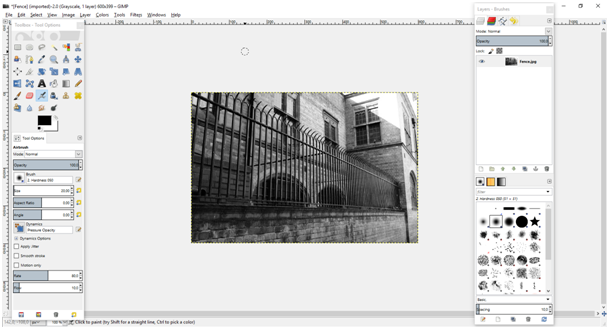 *[Fence] (imported)-2.0 (Grayscale, 1 layer) 600x399 – GIMP
File Edit Select View Image Layer Colors Tools Filters Windows Help
Toolbox - Tool Options
Tool Options
Airbrush
Mode: Normal
Opacity 100.0
Brush
2. Hardness 050
Size 20.00
Aspect Ratio 0.00
Angle 0.00
Dynamics
Pressure Opacity
Dynamics Options
Apply Jitter
Smooth stroke
Motion only
Rate 80.0
Flow 10.0
Layers - Brushes
Mode: Normal
Opacity 100.0
Lock:
Fence.jpg
filter
2. Hardness 050 (51 × 51)
Basic
Spacing 10.0
Click to paint (try Shift for a straight line, Ctrl to pick a color)